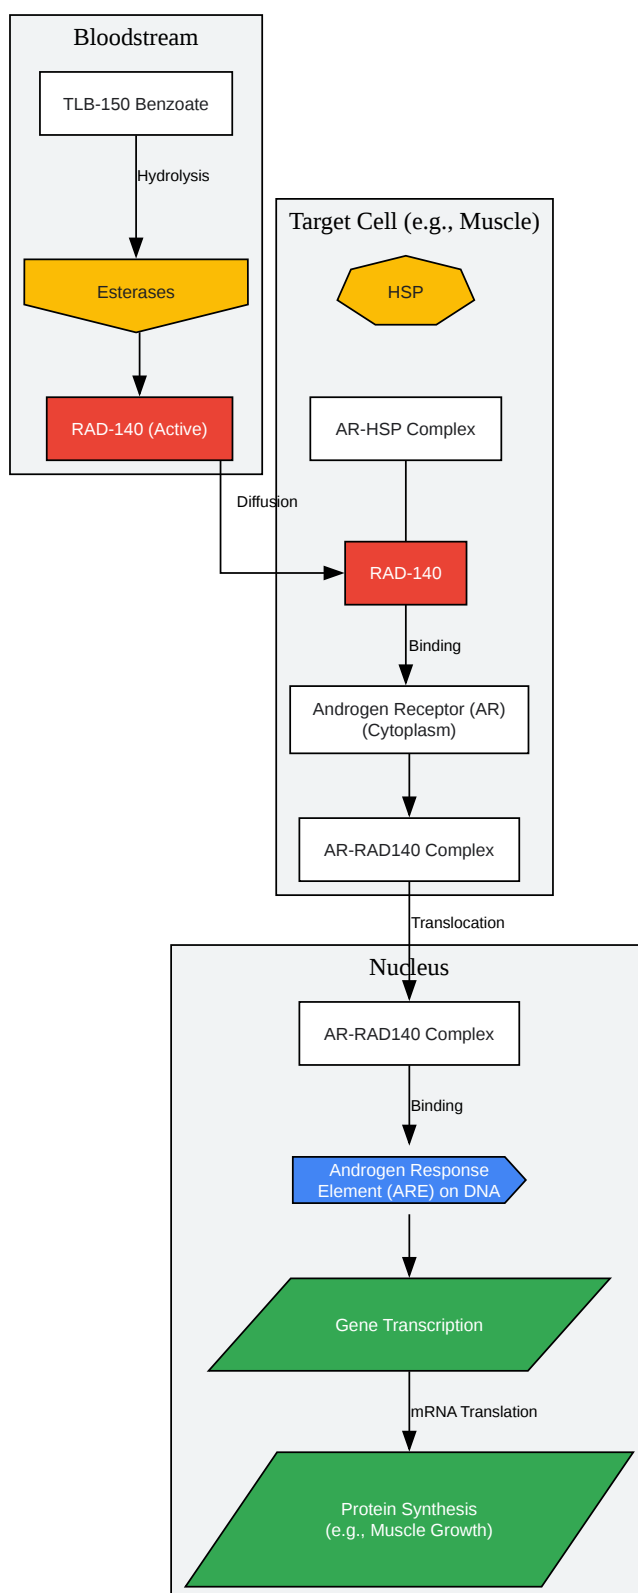 Bloodstream
TLB-150 Benzoate
Hydrolysis
Esterases
RAD-140 (Active)
Diffusion
Target Cell (e.g., Muscle)
HSP
AR-HSP Complex
RAD-140
Binding
Androgen Receptor (AR)
(Cytoplasm)
AR-RAD140 Complex
Translocation
Nucleus
AR-RAD140 Complex
Binding
Androgen Response
Element (ARE) on DNA
Gene Transcription
mRNA Translation
Protein Synthesis
(e.g., Muscle Growth)